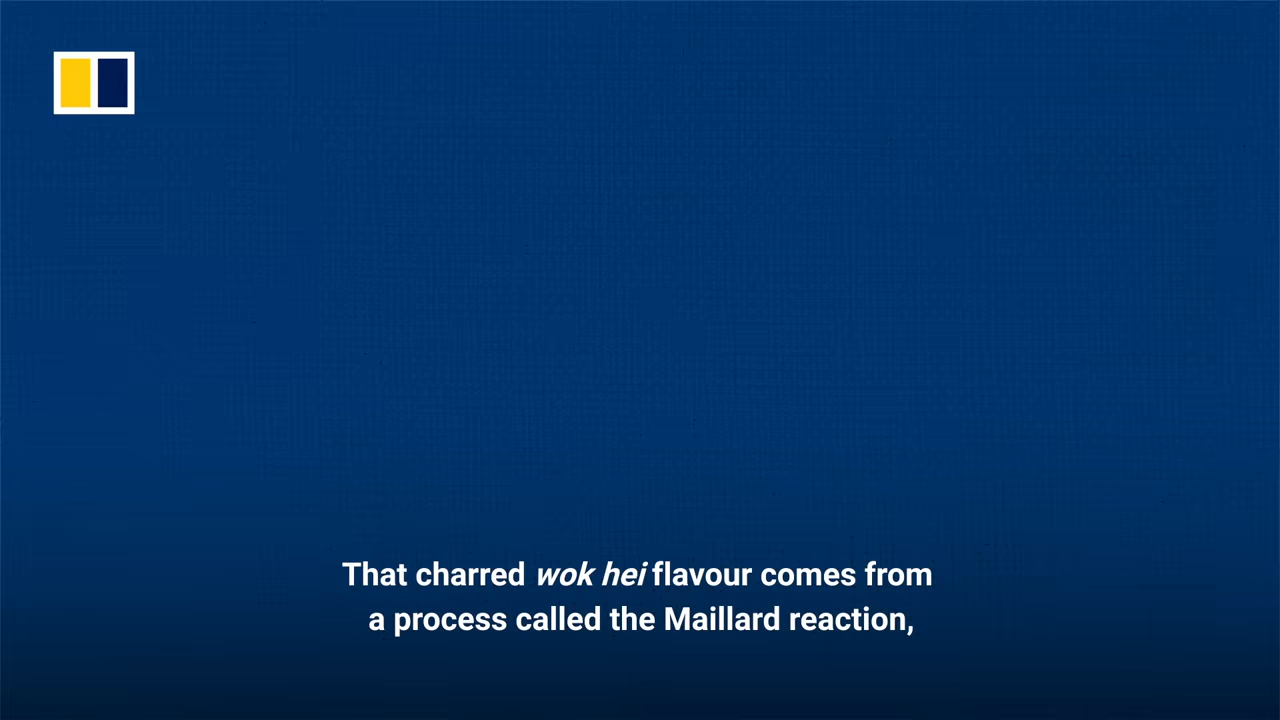 That charred wok hei flavour comes from
a process called the Maillard reaction,